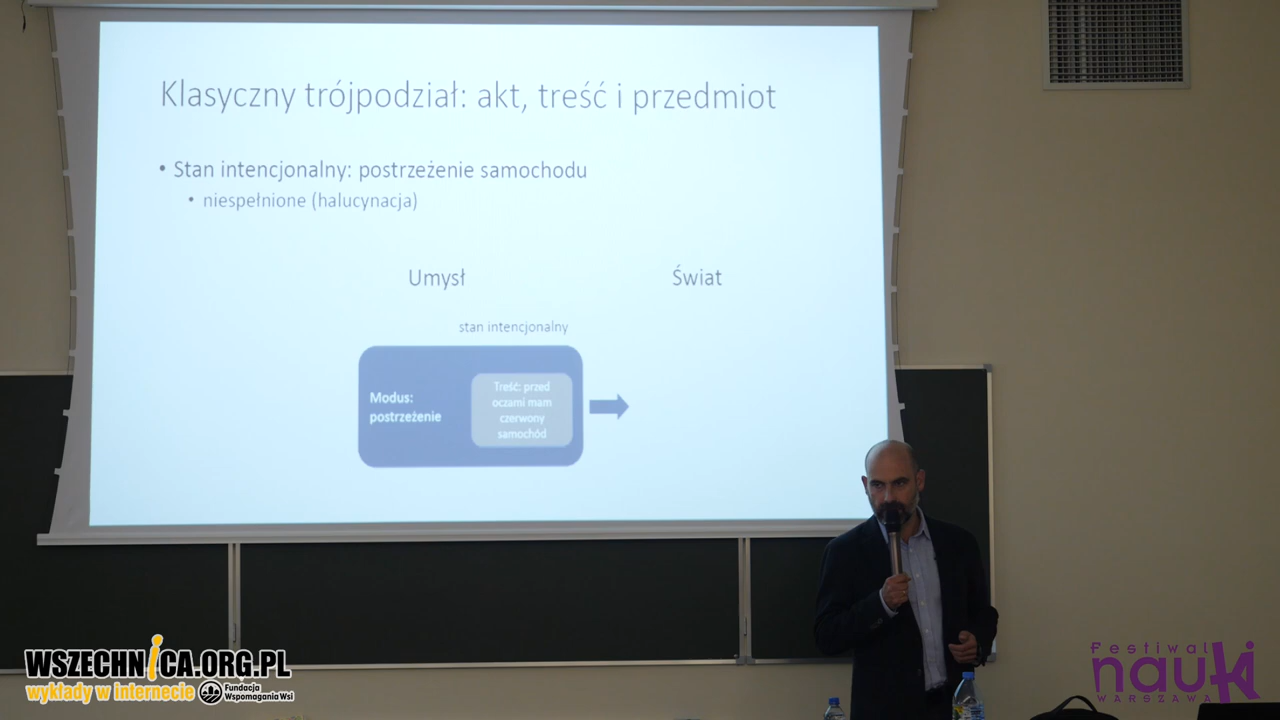 Klasyczny trójpodział: akt, treść i przedmiot
• Stan intencjonalny: postrzeżenie samochodu
• niespełnione (halucynacja)
Umysł
Świat
stan intencjonalny
Modus:
postrzeżenie
Treść: przed
oczami mam
czerwony
samochód
WSZECHNICA.ORG.PL
wykłady w internecie
Fundacja
Wspomagania Wsi
Festiwal
nauki
WARSZAWA